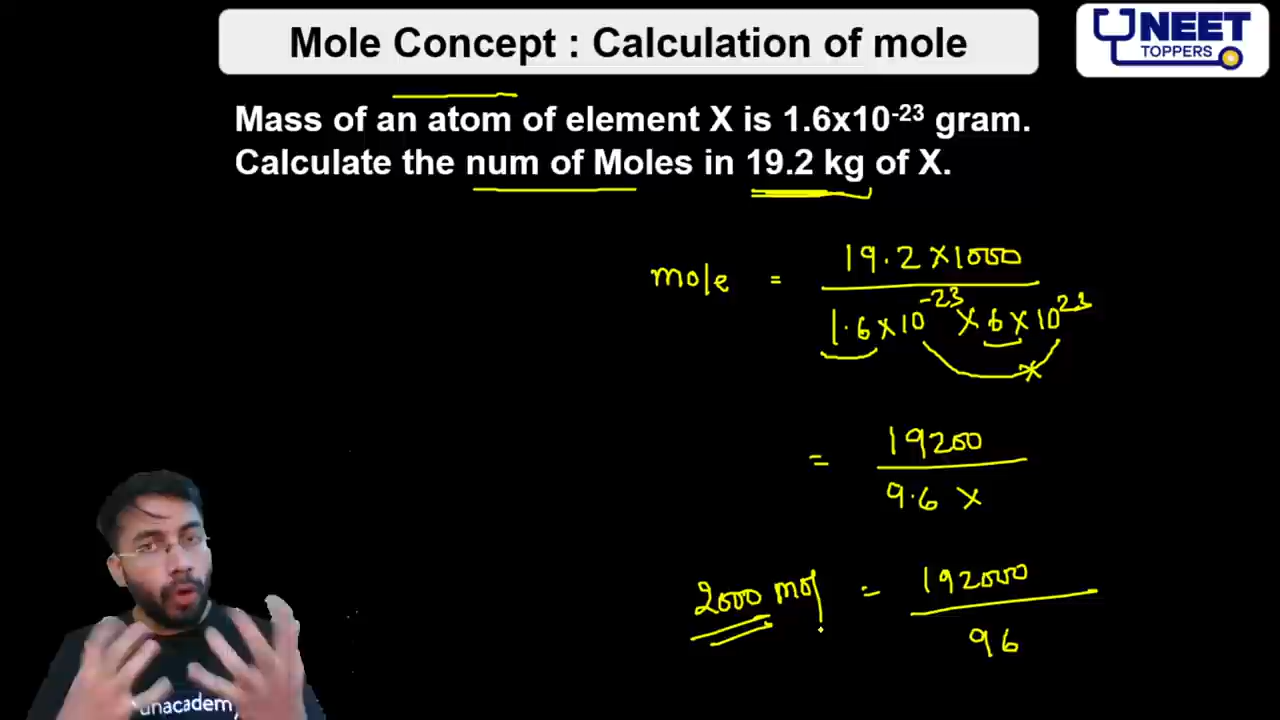 Mole Concept : Calculation of mole
NEET
TOPPERS
Mass of an atom of element X is 1.6x10⁻²³ gram.
Calculate the num of Moles in 19.2 kg of X.
mole = 19.2 × 1000
1.6 × 10⁻²³ × 6 × 10²³
= 19200
9.6 ×
2000 mol = 192000
96
unacademy